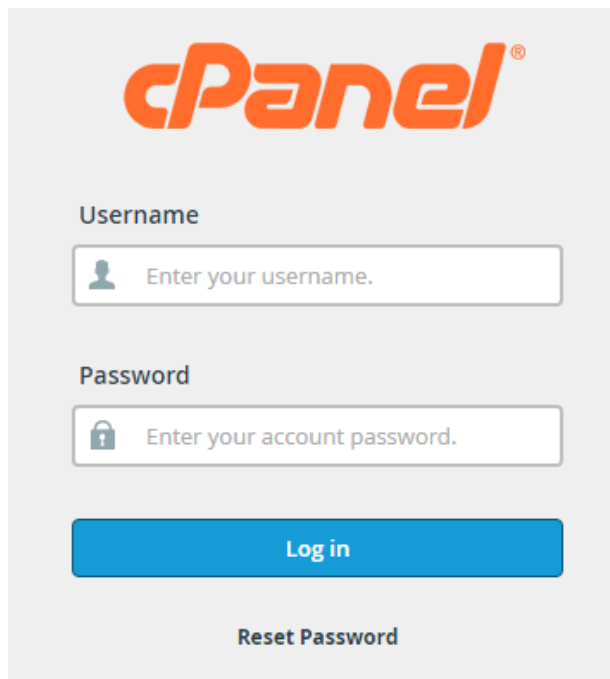 cPanel®
Username
Enter your username.
Password
Enter your account password.
Log in
Reset Password